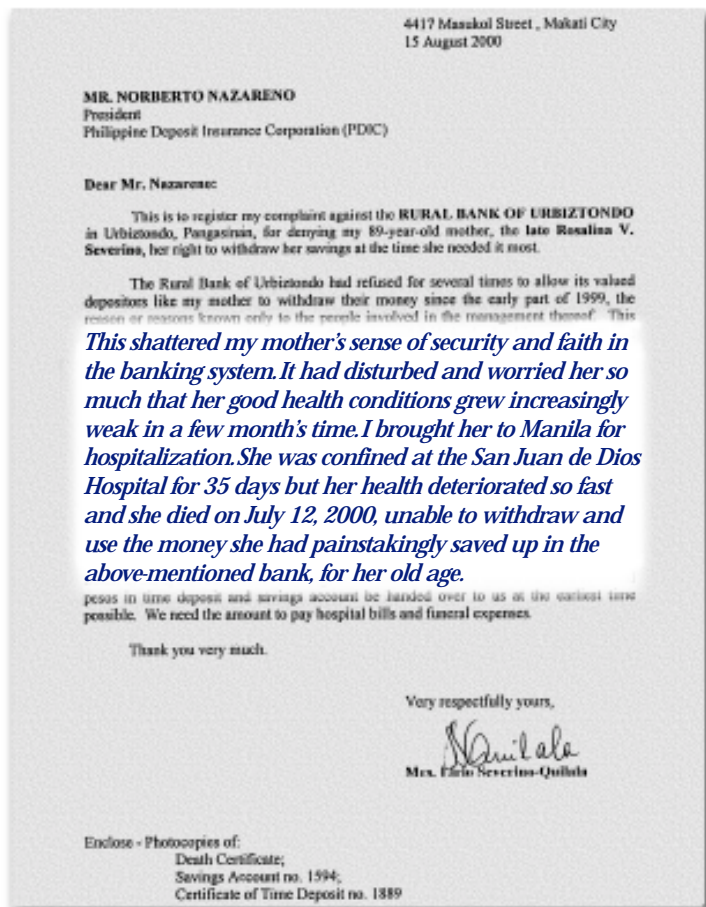 4417 Masukol Street , Makati City
15 August 2000
MR. NORBERTO NAZARENO
President
Philippine Deposit Insurance Corporation (PDIC)
Dear Mr. Nazareno:
This is to register my complaint against the RURAL BANK OF URBIZTONDO
in Urbiztondo, Pangasinan, for denying my 89-year-old mother, the late Rosalina V.
Severino, her right to withdraw her savings at the time she needed it most.
The Rural Bank of Urbiztondo had refused for several times to allow its valued
depositors like my mother to withdraw their money since the early part of 1999, the
reason or reasons known only to the people involved in the management thereof. This
This shattered my mother's sense of security and faith in
the banking system. It had disturbed and worried her so
much that her good health conditions grew increasingly
weak in a few month's time. I brought her to Manila for
hospitalization. She was confined at the San Juan de Dios
Hospital for 35 days but her health deteriorated so fast
and she died on July 12, 2000, unable to withdraw and
use the money she had painstakingly saved up in the
above-mentioned bank, for her old age.
pesos in time deposit and savings account be handed over to us at the earliest time
possible. We need the amount to pay hospital bills and funeral expenses.
Thank you very much.
Very respectfully yours,
Mrs. Severino-Quilala
Enclose - Photocopies of:
Death Certificate;
Savings Account no. 1594;
Certificate of Time Deposit no. 1889